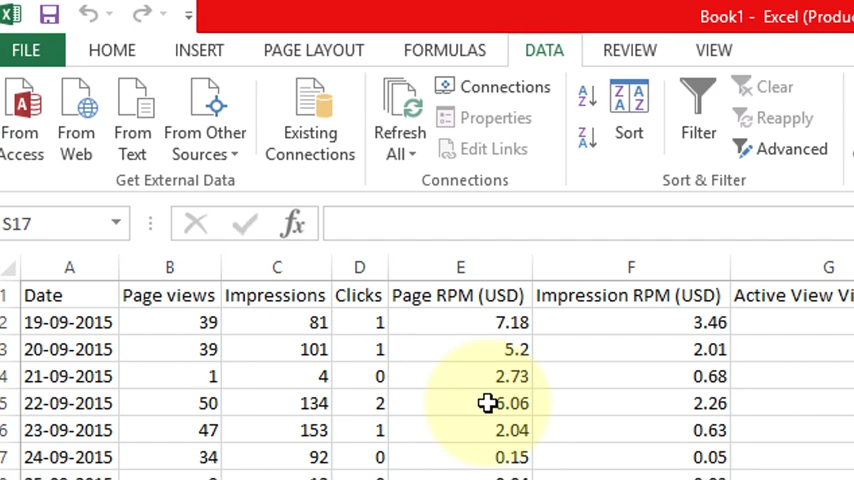 Book1 - Excel (Produc
FILE HOME INSERT PAGE LAYOUT FORMULAS DATA REVIEW VIEW
From Access
From Web
From Text
From Other Sources
Get External Data
Existing Connections
Refresh All
Connections
Properties
Edit Links
Connections
Sort
Filter
Clear
Reapply
Advanced
Sort & Filter
S17 fx
A B C D E F G
1 Date Page views Impressions Clicks Page RPM (USD) Impression RPM (USD) Active View Vi
2 19-09-2015 39 81 1 7.18 3.46
3 20-09-2015 39 101 1 5.2 2.01
4 21-09-2015 1 4 0 2.73 0.68
5 22-09-2015 50 134 2 6.06 2.26
6 23-09-2015 47 153 1 2.04 0.63
7 24-09-2015 34 92 0 0.15 0.05